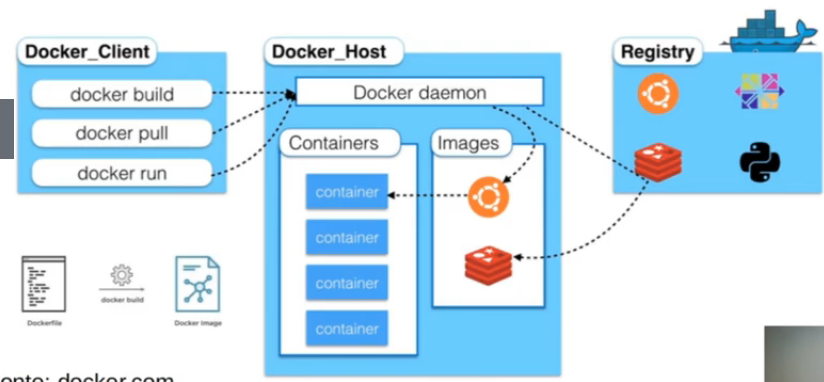 Docker_Client
docker build
docker pull
docker run
Docker_Host
Docker daemon
Containers
container
container
container
container
Images
Registry
docker build
Dockerfile
Docker Image
docker.com